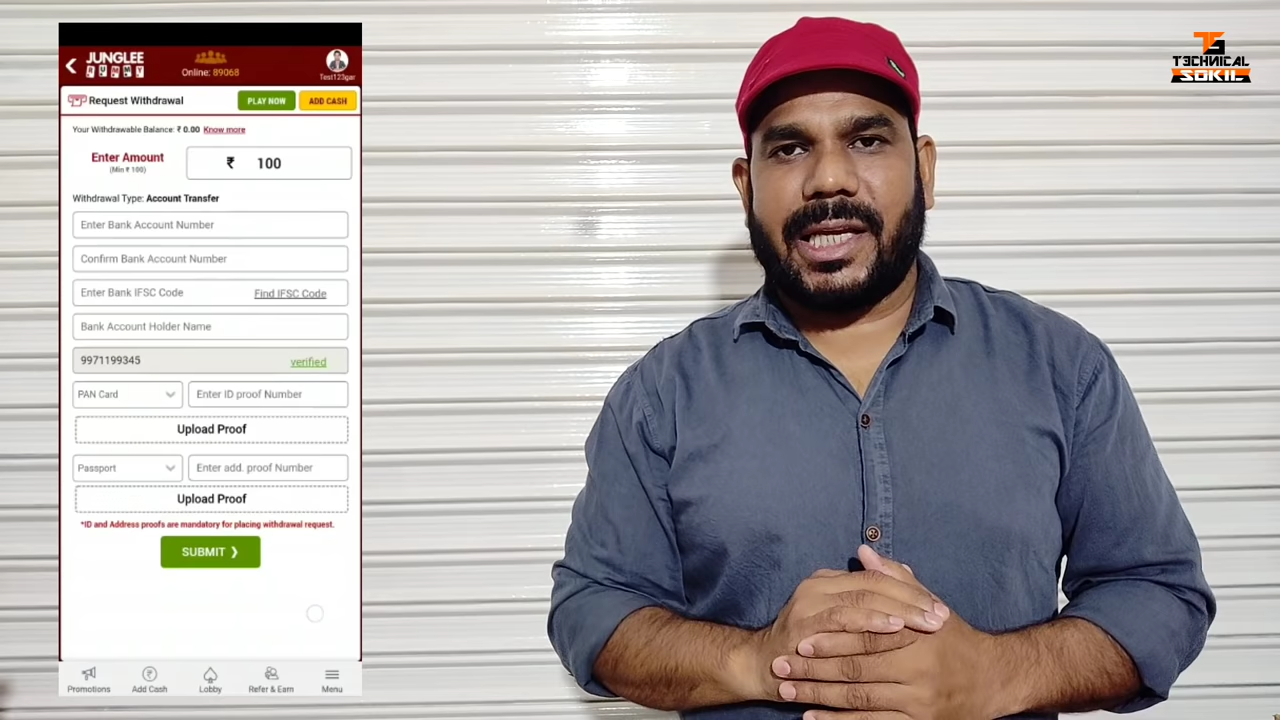 JUNGLEE
RUMMY
Online: 89068
Test123gar
Request Withdrawal
PLAY NOW
ADD CASH
Your Withdrawable Balance: ₹ 0.00 Know more
Enter Amount
(Min ₹ 100)
₹ 100
Withdrawal Type: Account Transfer
Enter Bank Account Number
Confirm Bank Account Number
Enter Bank IFSC Code
Find IFSC Code
Bank Account Holder Name
9971199345
verified
PAN Card
Enter ID proof Number
Upload Proof
Passport
Enter add. proof Number
Upload Proof
*ID and Address proofs are mandatory for placing withdrawal request.
SUBMIT ❯
Promotions
Add Cash
Lobby
Refer & Earn
Menu
TS
TECHNICAL
SOKIL